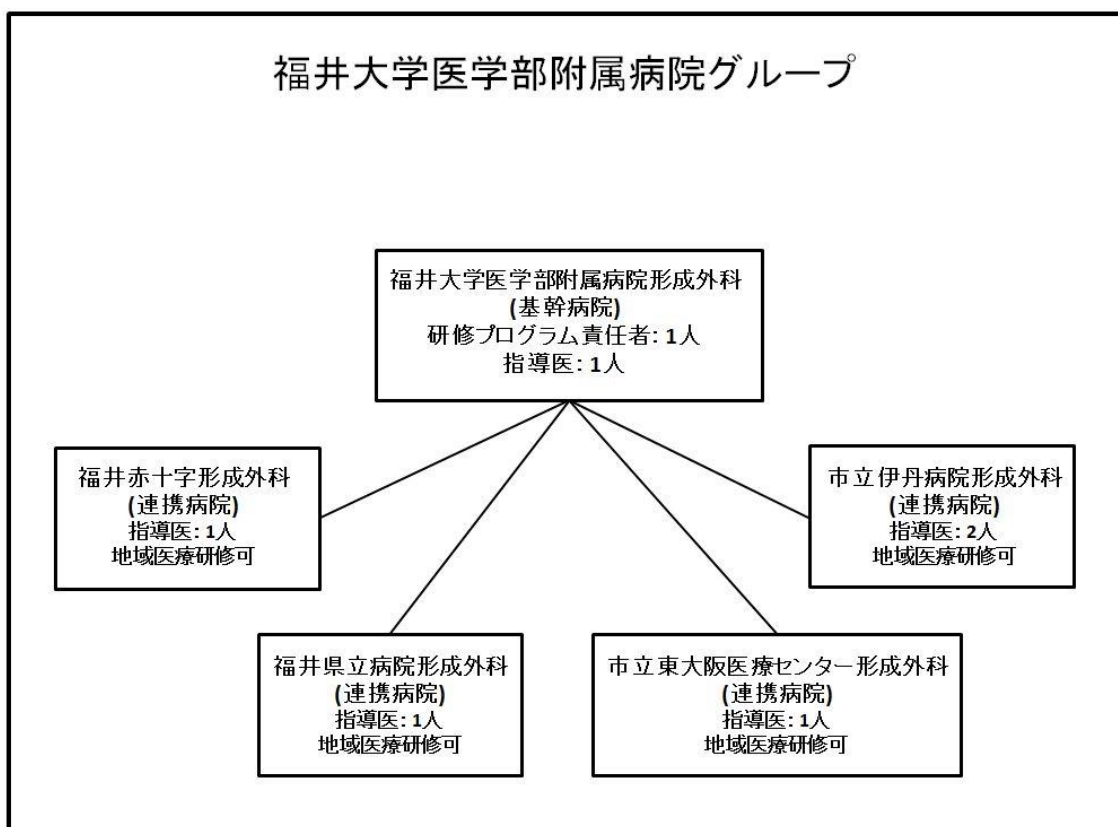 福井大学医学部附属病院グループ
福井大学医学部附属病院形成外科
(基幹病院)
研修プログラム責任者: 1人
指導医: 1人
福井赤十字形成外科
(連携病院)
指導医: 1人
地域医療研修可
市立伊丹病院形成外科
(連携病院)
指導医: 2人
地域医療研修可
福井県立病院形成外科
(連携病院)
指導医: 1人
地域医療研修可
市立東大阪医療センター形成外科
(連携病院)
指導医: 1人
地域医療研修可